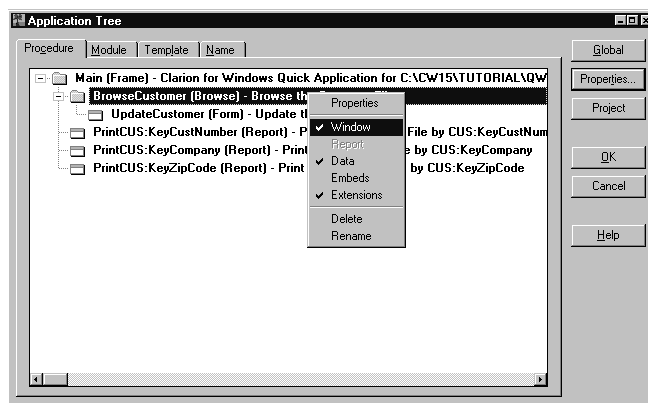 Application Tree
Procedure Module Template Name
Main (Frame) - Clarion for Windows Quick Application for C:\CW15\TUTORIAL\QW
BrowseCustomer (Browse) - Browse th
UpdateCustomer (Form) - Update th
PrintCUS:KeyCustNumber (Report) - P File by CUS:KeyCustNum
PrintCUS:KeyCompany (Report) - Print e by CUS:KeyCompany
PrintCUS:KeyZipCode (Report) - Print by CUS:KeyZipCode
Properties
Window
Report
Data
Embeds
Extensions
Delete
Rename
Global
Properties...
Project
OK
Cancel
Help